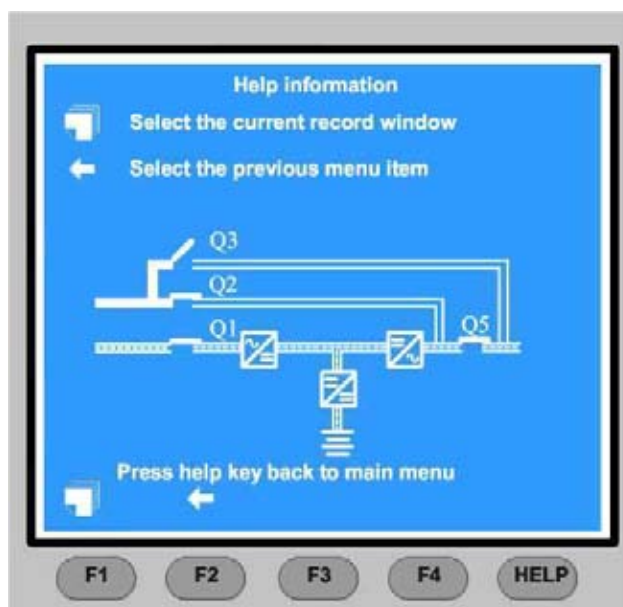 Help information
Select the current record window
Select the previous menu item
Q3
Q2
Q1
Q5
Press help key back to main menu
F1 F2 F3 F4 HELP